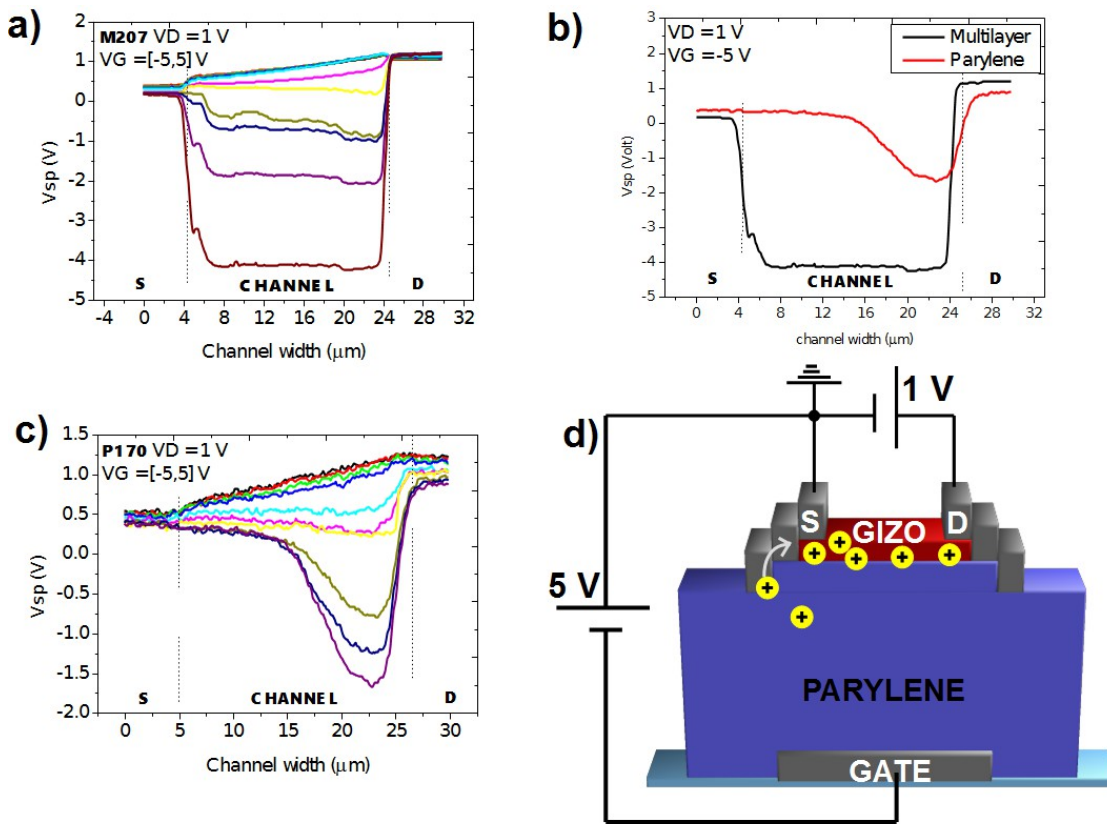 a)
M207 VD = 1 V
VG =[-5,5] V
Vsp (V)
2
1
0
-1
-2
-3
-4
-5
S CHANNEL D
-4 0 4 8 12 16 20 24 28 32
Channel width (μm)
b)
VD=1 V
VG=-5 V
Multilayer
Parylene
Vsp (Volt)
3
2
1
0
-1
-2
-3
-4
-5
S CHANNEL D
0 4 8 12 16 20 24 28 32
channel width (μm)
c)
P170 VD= 1 V
VG =[-5,5] V
Vsp (V)
1.5
1.0
0.5
0.0
-0.5
-1.0
-1.5
-2.0
S CHANNEL D
0 5 10 15 20 25 30
Channel width (μm)
d)
1 V
5 V
S GIZO D
+ + + + +
+
+
PARYLENE
GATE